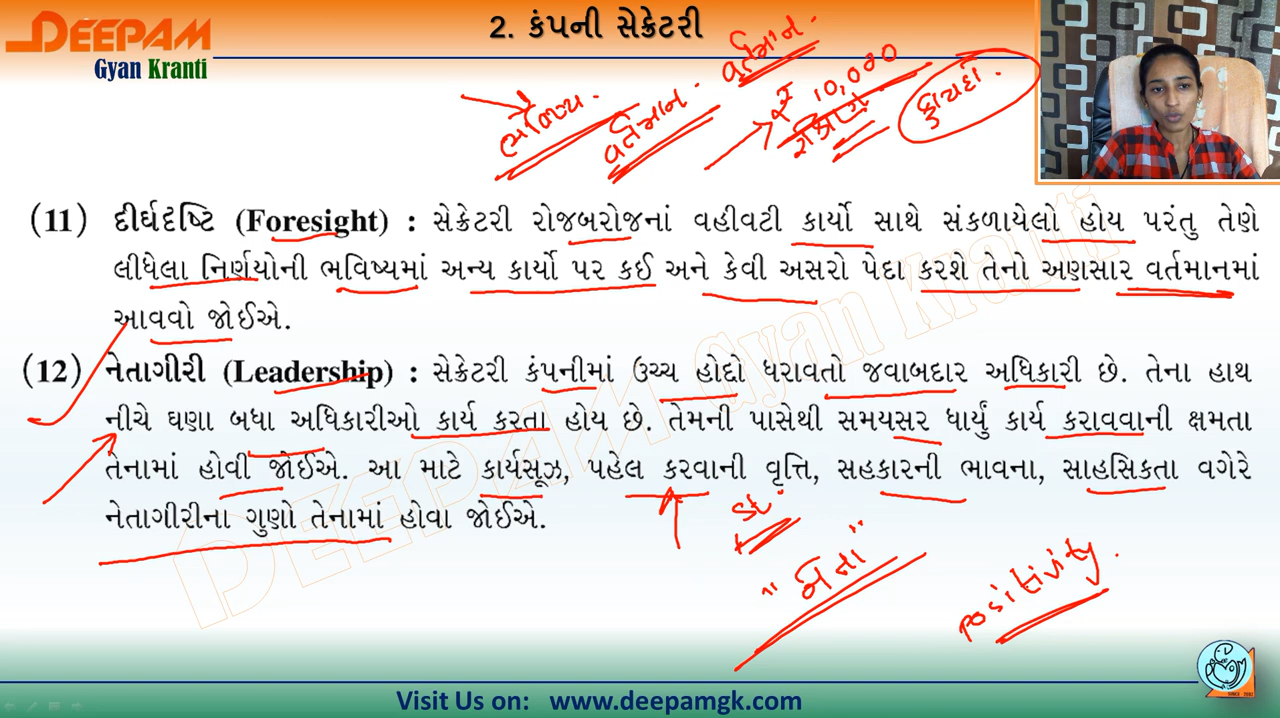 DEEPAM
Gyan Kranti
2. કંપની સેક્રેટરી
ભવિષ્ય.
વર્તમાન.
વર્તમાન.
₹ 10,000
ફાયદો.
(11) દીર્ઘદૃષ્ટિ (Foresight) : સેક્રેટરી રોજબરોજનાં વહીવટી કાર્યો સાથે સંકળાયેલો હોય પરંતુ તેણે
લીધેલા નિર્ણયોની ભવિષ્યમાં અન્ય કાર્યો પર કઈ અને કેવી અસરો પેદા કરશે તેનો અણસાર વર્તમાનમાં
આવવો જોઈએ.
(12) નેતાગીરી (Leadership) : સેક્રેટરી કંપનીમાં ઉચ્ચ હોદ્દો ધરાવતો જવાબદાર અધિકારી છે. તેના હાથ
નીચે ઘણા બધા અધિકારીઓ કાર્ય કરતા હોય છે. તેમની પાસેથી સમયસર ધાર્યું કાર્ય કરાવવાની ક્ષમતા
તેનામાં હોવી જોઈએ. આ માટે કાર્યસૂઝ, પહેલ કરવાની વૃત્તિ, સહકારની ભાવના, સાહસિકતા વગેરે
નેતાગીરીના ગુણો તેનામાં હોવા જોઈએ.
"નેતા"
positivity.
DEEPAM Gyan Kranti
Visit Us on: www.deepamgk.com